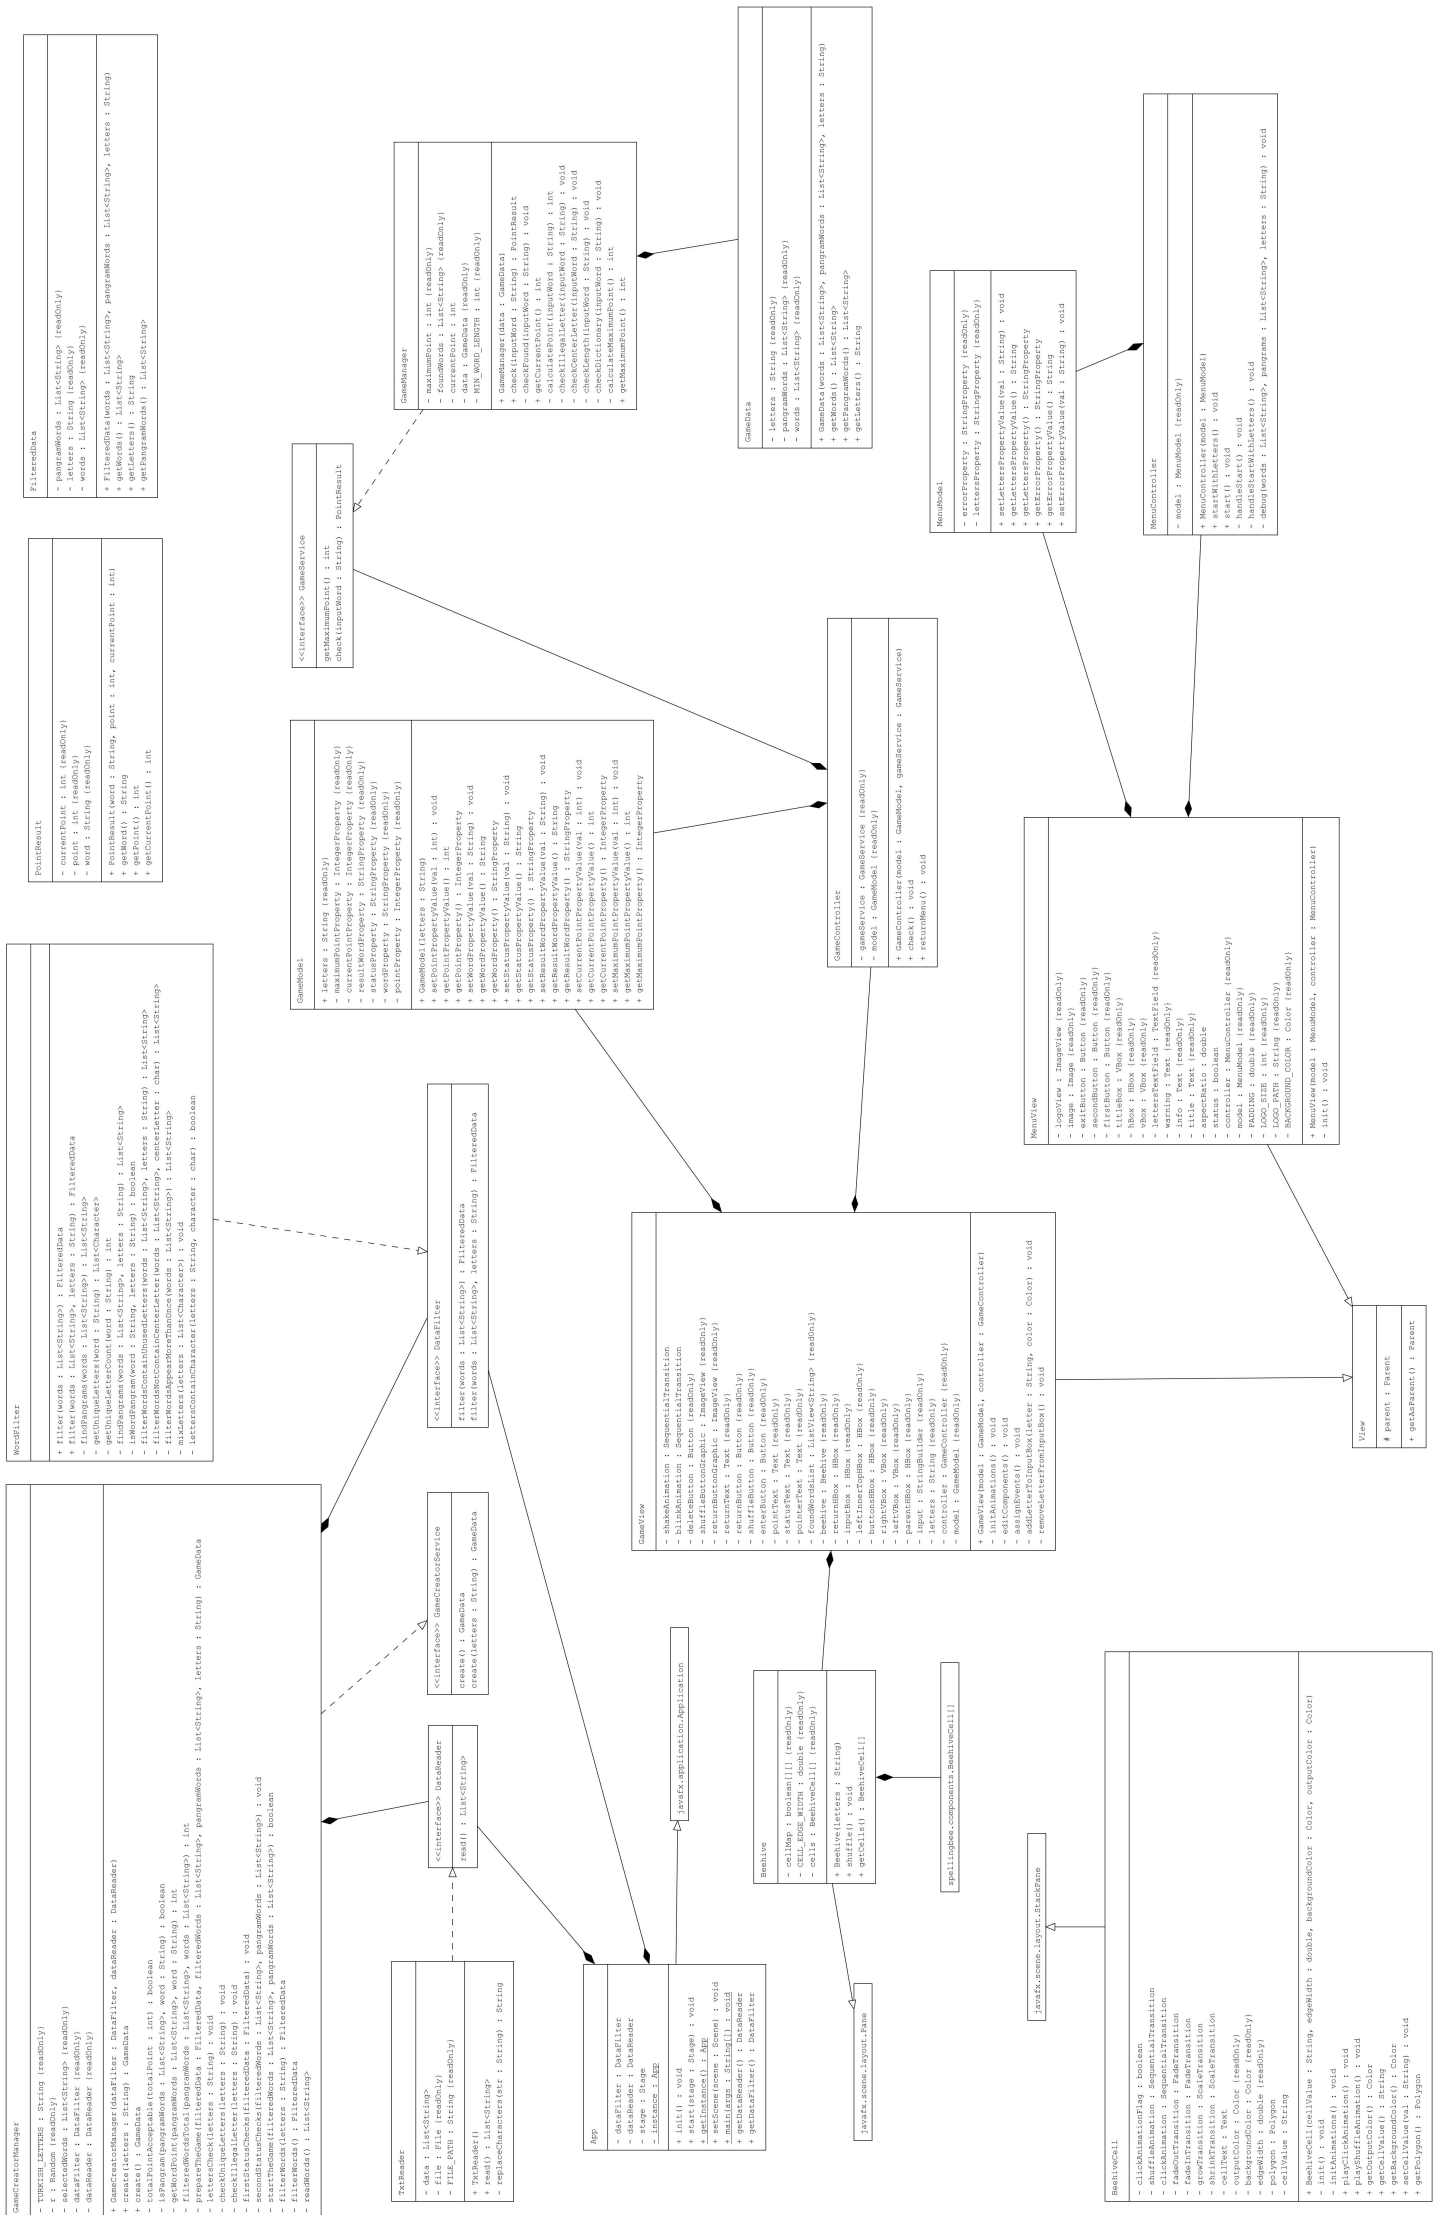 GameCreatorManager
- TURKISH_LETTERS : String {readOnly}
- r : Random {readOnly}
- selectedWords : List<String> {readOnly}
- dataFilter : DataFilter {readOnly}
- dataReader : DataReader {readOnly}
+ GameCreatorManager(dataFilter : DataFilter, dataReader : DataReader)
+ create(letters : String) : GameData
+ create() : GameData
- totalPointAcceptable(totalPoint : int) : boolean
- isPangram(pangramWords : List<String>, word : String) : boolean
- getWordPoint(pangramWords : List<String>, word : String) : int
- filteredWordsTotal(pangramWords : List<String>, words : List<String>) : int
- prepareTheGame(filteredData : FilteredData, filteredWords : List<String>, pangramWords : List<String>, letters : String) : GameData
- lettersCheck(letters : String) : void
- checkUniqueLetters(letters : String) : void
- checkIllegalLetter(letters : String) : void
- firstStatusChecks(filteredData : FilteredData) : void
- secondStatusChecks(filteredWords : List<String>, pangramWords : List<String>) : void
- startTheGame(filteredWords : List<String>, pangramWords : List<String>) : boolean
- filterWords(letters : String) : FilteredData
- filterWords() : FilteredData
- readWords() : List<String>
WordFilter
+ filter(words : List<String>) : FilteredData
+ filter(words : List<String>, letters : String) : FilteredData
- findPangrams(words : List<String>) : List<String>
- getUniqueLetters(word : String) : List<Character>
- getUniqueLetterCount(word : String) : int
- findPangrams(words : List<String>, letters : String) : List<String>
- isWordPangram(word : String, letters : String) : boolean
- filterWordsContainUnusedLetters(words : List<String>, letters : String) : List<String>
- filterWordsNotContainCenterLetter(words : List<String>, centerLetter : char) : List<String>
- filterWordsAppearMoreThanOnce(words : List<String>) : List<String>
- mixLetters(letters : List<Character>) : void
- lettersContainCharacter(letters : String, character : char) : boolean
PointResult
- currentPoint : int {readOnly}
- point : int {readOnly}
- word : String {readOnly}
+ PointResult(word : String, point : int, currentPoint : int)
+ getWord() : String
+ getPoint() : int
+ getCurrentPoint() : int
FilteredData
- pangramWords : List<String> {readOnly}
- letters : String {readOnly}
- words : List<String> {readOnly}
+ FilteredData(words : List<String>, pangramWords : List<String>, letters : String)
+ getWords() : List<String>
+ getLetters() : String
+ getPangramWords() : List<String>
GameModel
+ letters : String {readOnly}
- maximumPointProperty : IntegerProperty {readOnly}
- currentPointProperty : IntegerProperty {readOnly}
- resultWordProperty : StringProperty {readOnly}
- statusProperty : StringProperty {readOnly}
- wordProperty : StringProperty {readOnly}
- pointProperty : IntegerProperty {readOnly}
+ GameModel(letters : String)
+ setPointPropertyValue(val : int) : void
+ getPointPropertyValue() : int
+ getPointProperty() : IntegerProperty
+ setWordPropertyValue(val : String) : void
+ getWordPropertyValue() : String
+ getWordProperty() : StringProperty
+ setStatusPropertyValue(val : String) : void
+ getStatusPropertyValue() : String
+ getStatusProperty() : StringProperty
+ setResultWordPropertyValue(val : String) : void
+ getResultWordPropertyValue() : String
+ getResultWordProperty() : StringProperty
+ setCurrentPointPropertyValue(val : int) : void
+ getCurrentPointPropertyValue() : int
+ getCurrentPointProperty() : IntegerProperty
+ setMaximumPointPropertyValue(val : int) : void
+ getMaximumPointPropertyValue() : int
+ getMaximumPointProperty() : IntegerProperty
<<interface>> GameService
getMaximumPoint() : int
check(inputWord : String) : PointResult
GameManager
- maximumPoint : int {readOnly}
- foundWords : List<String> {readOnly}
- currentPoint : int
- data : GameData {readOnly}
- MIN_WORD_LENGTH : int {readOnly}
+ GameManager(data : GameData)
+ check(inputWord : String) : PointResult
- checkFound(inputWord : String) : void
+ getCurrentPoint() : int
- calculatePoint(inputWord : String) : int
- checkIllegalLetter(inputWord : String) : void
- checkCenterLetter(inputWord : String) : void
- checkLength(inputWord : String) : void
- checkDictionary(inputWord : String) : void
- calculateMaximumPoint() : int
+ getMaximumPoint() : int
TxtReader
- data : List<String>
- file : File {readOnly}
- FILE_PATH : String {readOnly}
+ TxtReader()
+ read() : List<String>
- replaceCharacters(str : String) : String
<<interface>> DataReader
read() : List<String>
<<interface>> GameCreatorService
create() : GameData
create(letters : String) : GameData
<<interface>> DataFilter
filter(words : List<String>) : FilteredData
filter(words : List<String>, letters : String) : FilteredData
App
- dataFilter : DataFilter
- dataReader : DataReader
- stage : Stage
- instance : App
+ init() : void
+ start(stage : Stage) : void
+ getInstance() : App
+ setScene(scene : Scene) : void
+ main(args : String[]) : void
+ getDataReader() : DataReader
+ getDataFilter() : DataFilter
javafx.application.Application
GameView
- shakeAnimation : SequentialTransition
- blinkAnimation : SequentialTransition
- deleteButton : Button {readOnly}
- shuffleButtonGraphic : ImageView {readOnly}
- returnButtonGraphic : ImageView {readOnly}
- returnText : Text {readOnly}
- returnButton : Button {readOnly}
- shuffleButton : Button {readOnly}
- enterButton : Button {readOnly}
- pointText : Text {readOnly}
- statusText : Text {readOnly}
- pointerText : Text {readOnly}
- foundWordsList : ListView<String> {readOnly}
- beehive : Beehive {readOnly}
- returnHBox : HBox {readOnly}
- inputBox : HBox {readOnly}
- leftInnerTopHBox : HBox {readOnly}
- buttonsHBox : HBox {readOnly}
- rightVBox : VBox {readOnly}
- leftVBox : VBox {readOnly}
- parentHBox : HBox {readOnly}
- input : StringBuilder {readOnly}
- letters : String {readOnly}
- controller : GameController {readOnly}
- model : GameModel {readOnly}
+ GameView(model : GameModel, controller : GameController)
- initAnimations() : void
- editComponents() : void
- assignEvents() : void
- addLetterToInputBox(letter : String, color : Color) : void
- removeLetterFromInputBox() : void
GameData
- letters : String {readOnly}
- pangramWords : List<String> {readOnly}
- words : List<String> {readOnly}
+ GameData(words : List<String>, pangramWords : List<String>, letters : String)
+ getWords() : List<String>
+ getPangramWords() : List<String>
+ getLetters() : String
Beehive
- cellMap : boolean[][] {readOnly}
- CELL_EDGE_WIDTH : double {readOnly}
- cells : BeehiveCell[] {readOnly}
+ Beehive(letters : String)
+ shuffle() : void
+ getCells() : BeehiveCell[]
GameController
- gameService : GameService {readOnly}
- model : GameModel {readOnly}
+ GameController(model : GameModel, gameService : GameService)
+ check() : void
+ returnMenu() : void
javafx.scene.layout.Pane
spellingbee.components.BeehiveCell[]
MenuModel
- errorProperty : StringProperty {readOnly}
- lettersProperty : StringProperty {readOnly}
+ setLettersPropertyValue(val : String) : void
+ getLettersPropertyValue() : String
+ getLettersProperty() : StringProperty
+ getErrorProperty() : StringProperty
+ getErrorPropertyValue() : String
+ setErrorPropertyValue(val : String) : void
javafx.scene.layout.StackPane
MenuView
- logoView : ImageView {readOnly}
- image : Image {readOnly}
- exitButton : Button {readOnly}
- secondButton : Button {readOnly}
- firstButton : Button {readOnly}
- titleBox : VBox {readOnly}
- hBox : HBox {readOnly}
- vBox : VBox {readOnly}
- lettersTextField : TextField {readOnly}
- warning : Text {readOnly}
- info : Text {readOnly}
- title : Text {readOnly}
- aspectRatio : double
- status : boolean
- controller : MenuController {readOnly}
- model : MenuModel {readOnly}
- PADDING : double {readOnly}
- LOGO_SIZE : int {readOnly}
- LOGO_PATH : String {readOnly}
- BACKGROUND_COLOR : Color {readOnly}
+ MenuView(model : MenuModel, controller : MenuController)
- init() : void
BeehiveCell
- clickAnimationFlag : boolean
- shuffleAnimation : SequentialTransition
- clickAnimation : SequentialTransition
- fadeOutTransition : FadeTransition
- fadeInTransition : FadeTransition
- growTransition : ScaleTransition
- shrinkTransition : ScaleTransition
- cellText : Text
- outputColor : Color {readOnly}
- backgroundColor : Color {readOnly}
- edgeWidth : double {readOnly}
- polygon : Polygon
- cellValue : String
+ BeehiveCell(cellValue : String, edgeWidth : double, backgroundColor : Color, outputColor : Color)
- init() : void
- initAnimations() : void
+ playClickAnimation() : void
+ playShuffleAnimation() : void
+ getOutputColor() : Color
+ getCellValue() : String
+ getBackgroundColor() : Color
+ setCellValue(val : String) : void
+ getPolygon() : Polygon
MenuController
- model : MenuModel {readOnly}
+ MenuController(model : MenuModel)
+ startWithLetters() : void
+ start() : void
- handleStart() : void
- handleStartWithLetters() : void
- debug(words : List<String>, pangrams : List<String>, letters : String) : void
View
# parent : Parent
+ getAsParent() : Parent